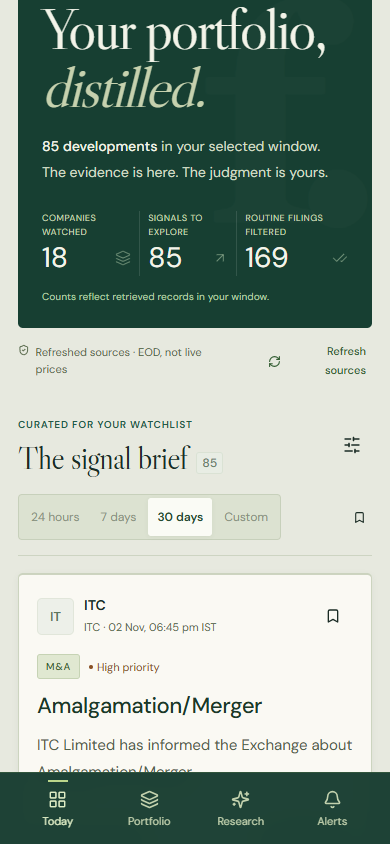 Your portfolio,
distilled.
85 developments in your selected window.
The evidence is here. The judgment is yours.
COMPANIES WATCHED
18
SIGNALS TO EXPLORE
85
ROUTINE FILINGS FILTERED
169
Counts reflect retrieved records in your window.
Refreshed sources · EOD, not live prices
Refresh sources
CURATED FOR YOUR WATCHLIST
The signal brief 85
24 hours 7 days 30 days Custom
IT
ITC
ITC · 02 Nov, 06:45 pm IST
M&A • High priority
Amalgamation/Merger
ITC Limited has informed the Exchange about
Amalgamation/Merger
Today Portfolio Research Alerts